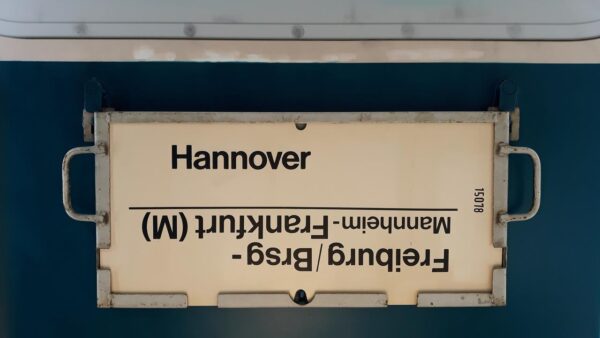 Hannover
Freiburg/Brsg -
Mannheim - Frankfurt (M)
15078